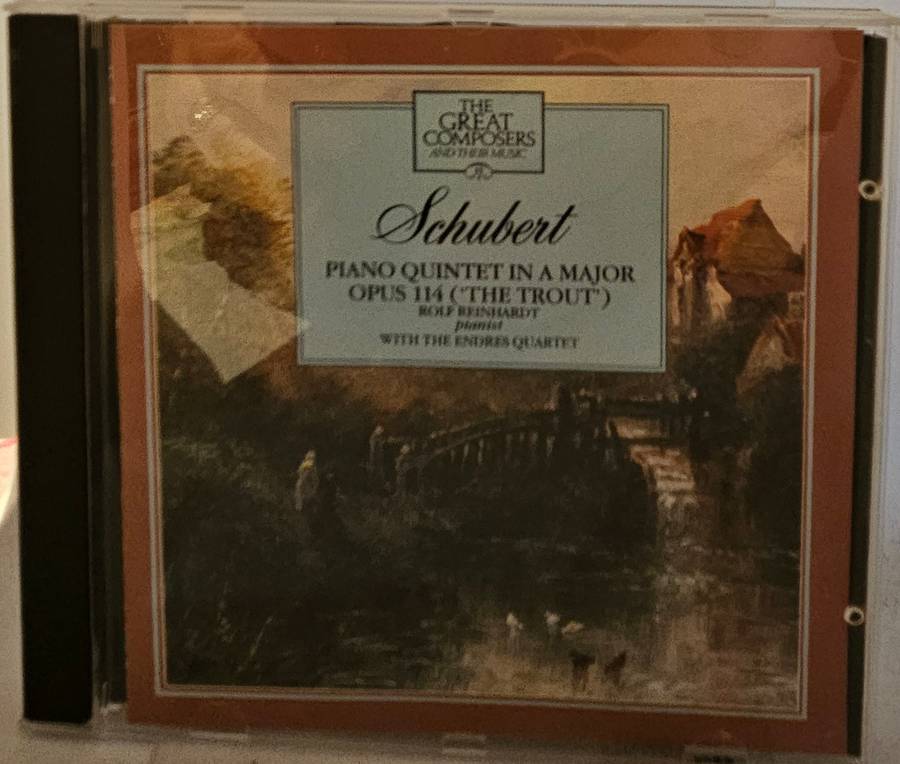 THE
GREAT
COMPOSERS
AND THEIR MUSIC
Schubert
PIANO QUINTET IN A MAJOR
OPUS 114 ('THE TROUT')
ROLF REINHARDT
pianist
WITH THE ENDRES QUARTET